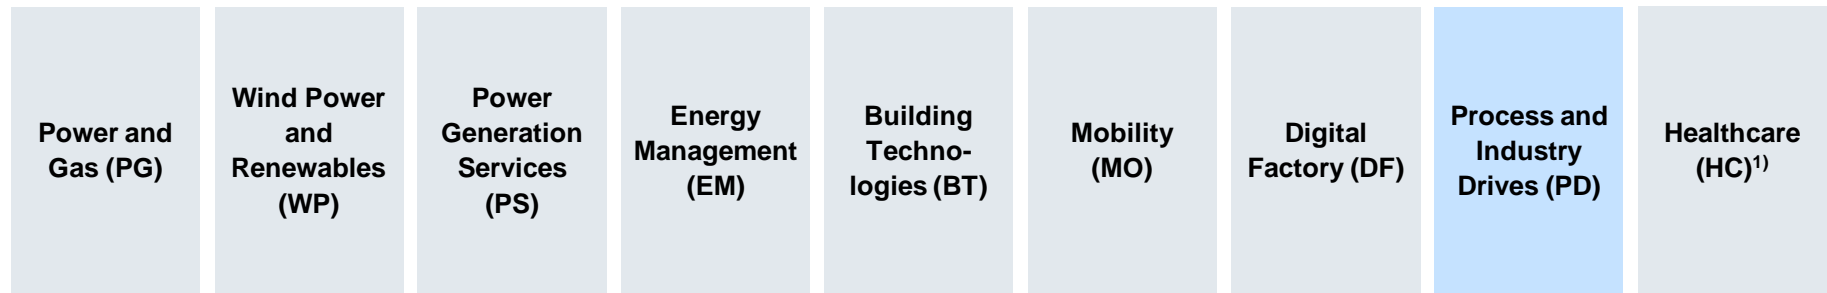 Power and
Gas (PG)
Wind Power
and
Renewables
(WP)
Power
Generation
Services
(PS)
Energy
Management
(EM)
Building
Techno-
logies (BT)
Mobility
(MO)
Digital
Factory (DF)
Process and
Industry
Drives (PD)
Healthcare
(HC)1)